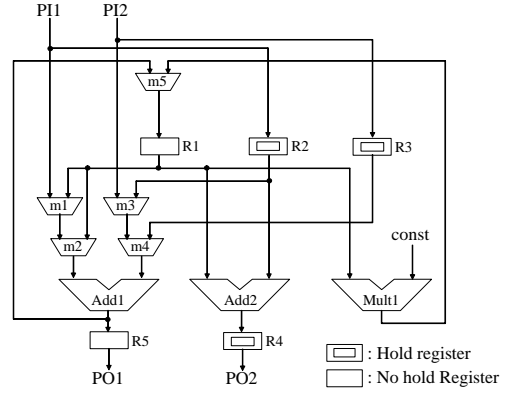 PI1 PI2
m5
R1 R2 R3
m1 m3
m2 m4
const
Add1 Add2 Mult1
R5 R4
PO1 PO2
: Hold register
: No hold Register